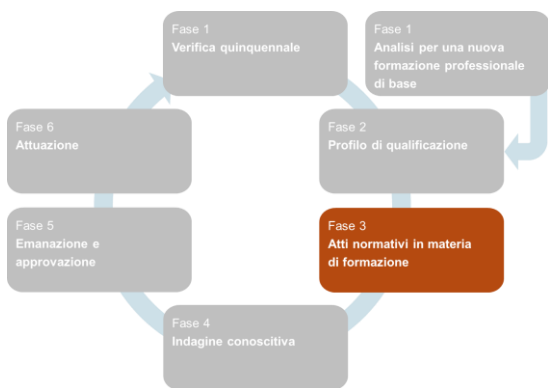 Fase 1
Verifica quinquennale
Fase 1
Analisi per una nuova
formazione professionale
di base
Fase 6
Attuazione
Fase 2
Profilo di qualificazione
Fase 5
Emanazione e
approvazione
Fase 3
Atti normativi in materia
di formazione
Fase 4
Indagine conoscitiva